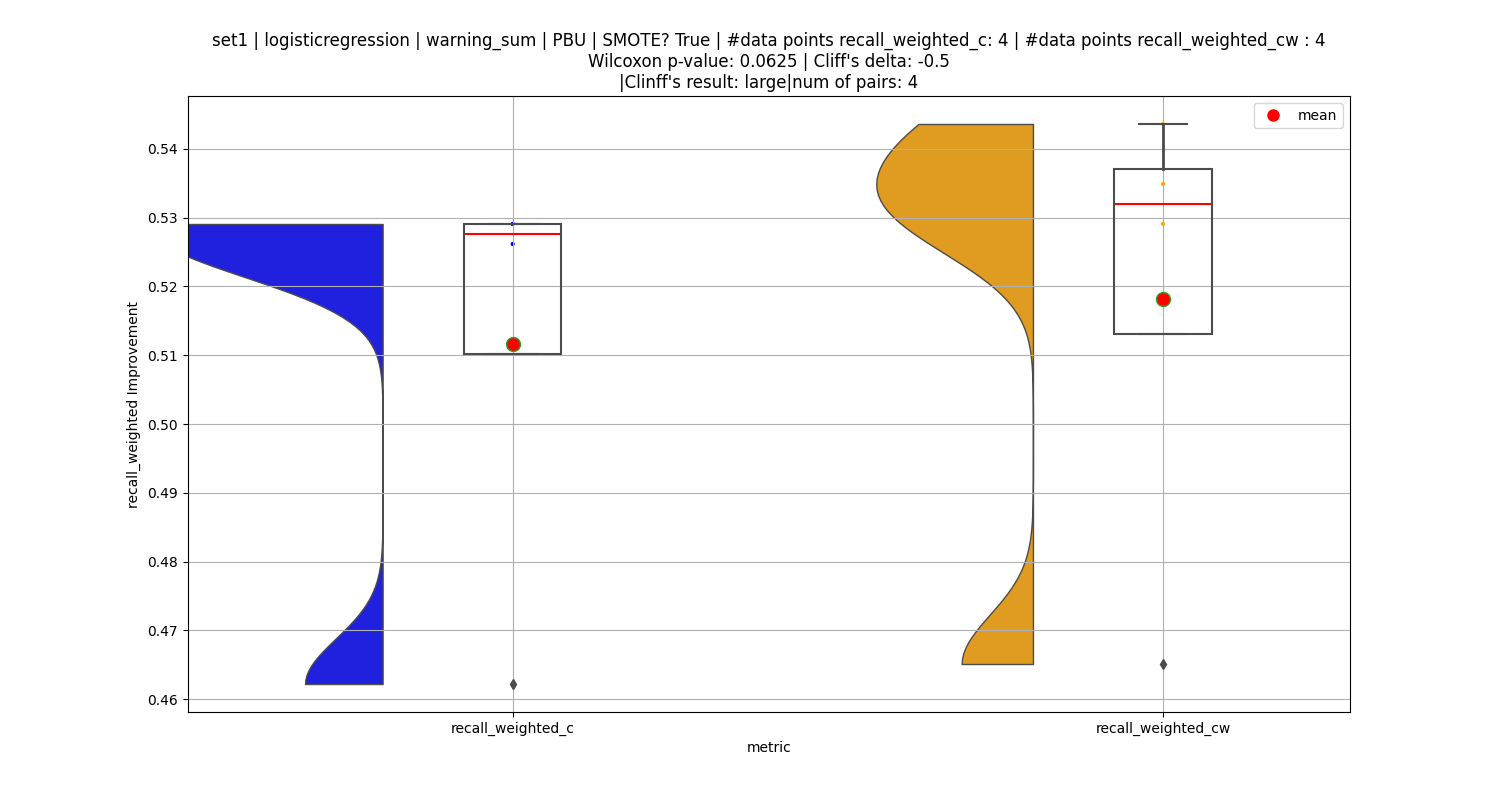 set1 | logisticregression | warning_sum | PBU | SMOTE? True | #data points recall_weighted_c: 4 | #data points recall_weighted_cw : 4
Wilcoxon p-value: 0.0625 | Cliff's delta: -0.5
|Clinff's result: large|num of pairs: 4
mean
0.54
0.53
0.52
0.51
0.50
0.49
0.48
0.47
0.46
recall_weighted Improvement
recall_weighted_c
recall_weighted_cw
metric